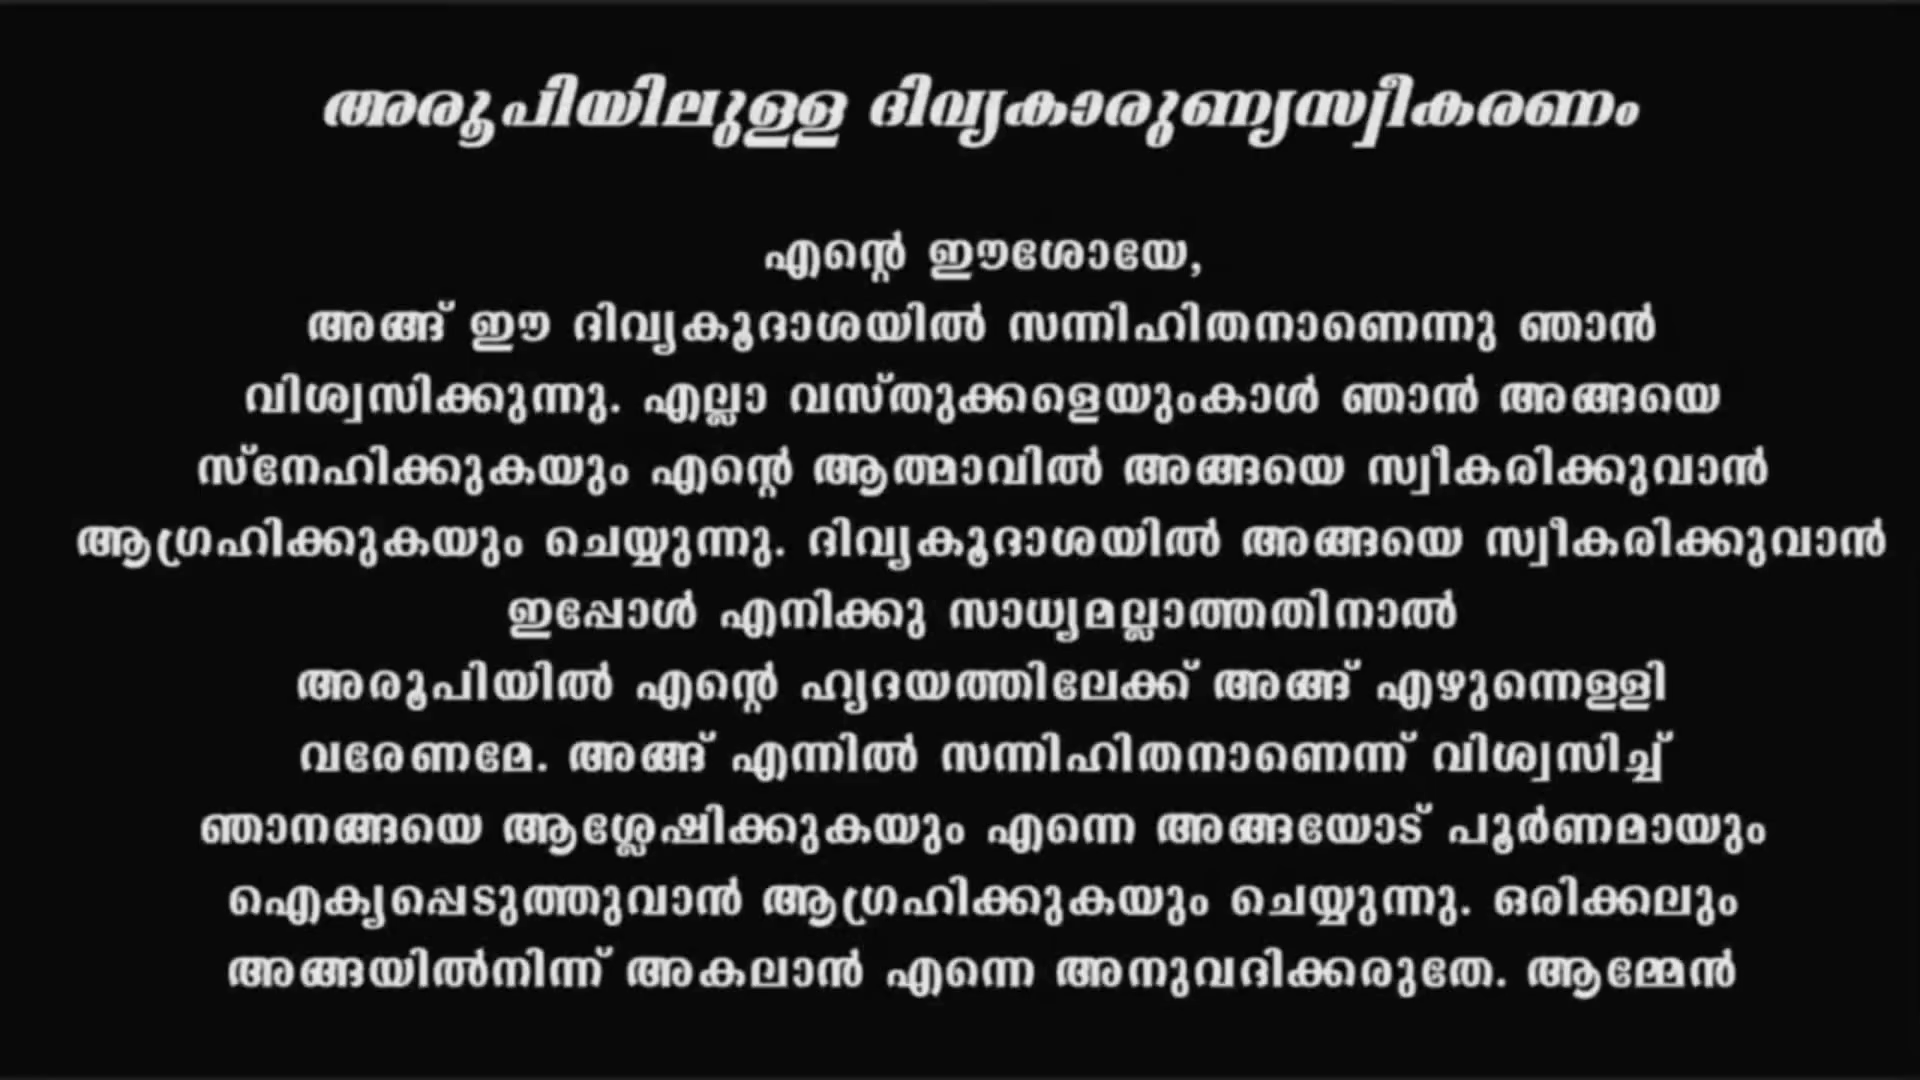 അരൂപിയിലുള്ള ദിവ്യകാരുണ്യസ്വീകരണം
എന്റെ ഈശോയേ,
അങ്ങ് ഈ ദിവ്യകൂദാശയിൽ സന്നിഹിതനാണെന്നു ഞാൻ
വിശ്വസിക്കുന്നു. എല്ലാ വസ്തുക്കളെയുംകാൾ ഞാൻ അങ്ങയെ
സ്നേഹിക്കുകയും എന്റെ ആത്മാവിൽ അങ്ങയെ സ്വീകരിക്കുവാൻ
ആഗ്രഹിക്കുകയും ചെയ്യുന്നു. ദിവ്യകൂദാശയിൽ അങ്ങയെ സ്വീകരിക്കുവാൻ
ഇപ്പോൾ എനിക്കു സാധ്യമല്ലാത്തതിനാൽ
അരൂപിയിൽ എന്റെ ഹൃദയത്തിലേക്ക് അങ്ങ് എഴുന്നെള്ളി
വരേണമേ. അങ്ങ് എന്നിൽ സന്നിഹിതനാണെന്ന് വിശ്വസിച്ച്
ഞാനങ്ങയെ ആശ്ലേഷിക്കുകയും എന്നെ അങ്ങയോട് പൂർണമായും
ഐക്യപ്പെടുത്തുവാൻ ആഗ്രഹിക്കുകയും ചെയ്യുന്നു. ഒരിക്കലും
അങ്ങയിൽനിന്ന് അകലാൻ എന്നെ അനുവദിക്കരുതേ. ആമ്മേൻ